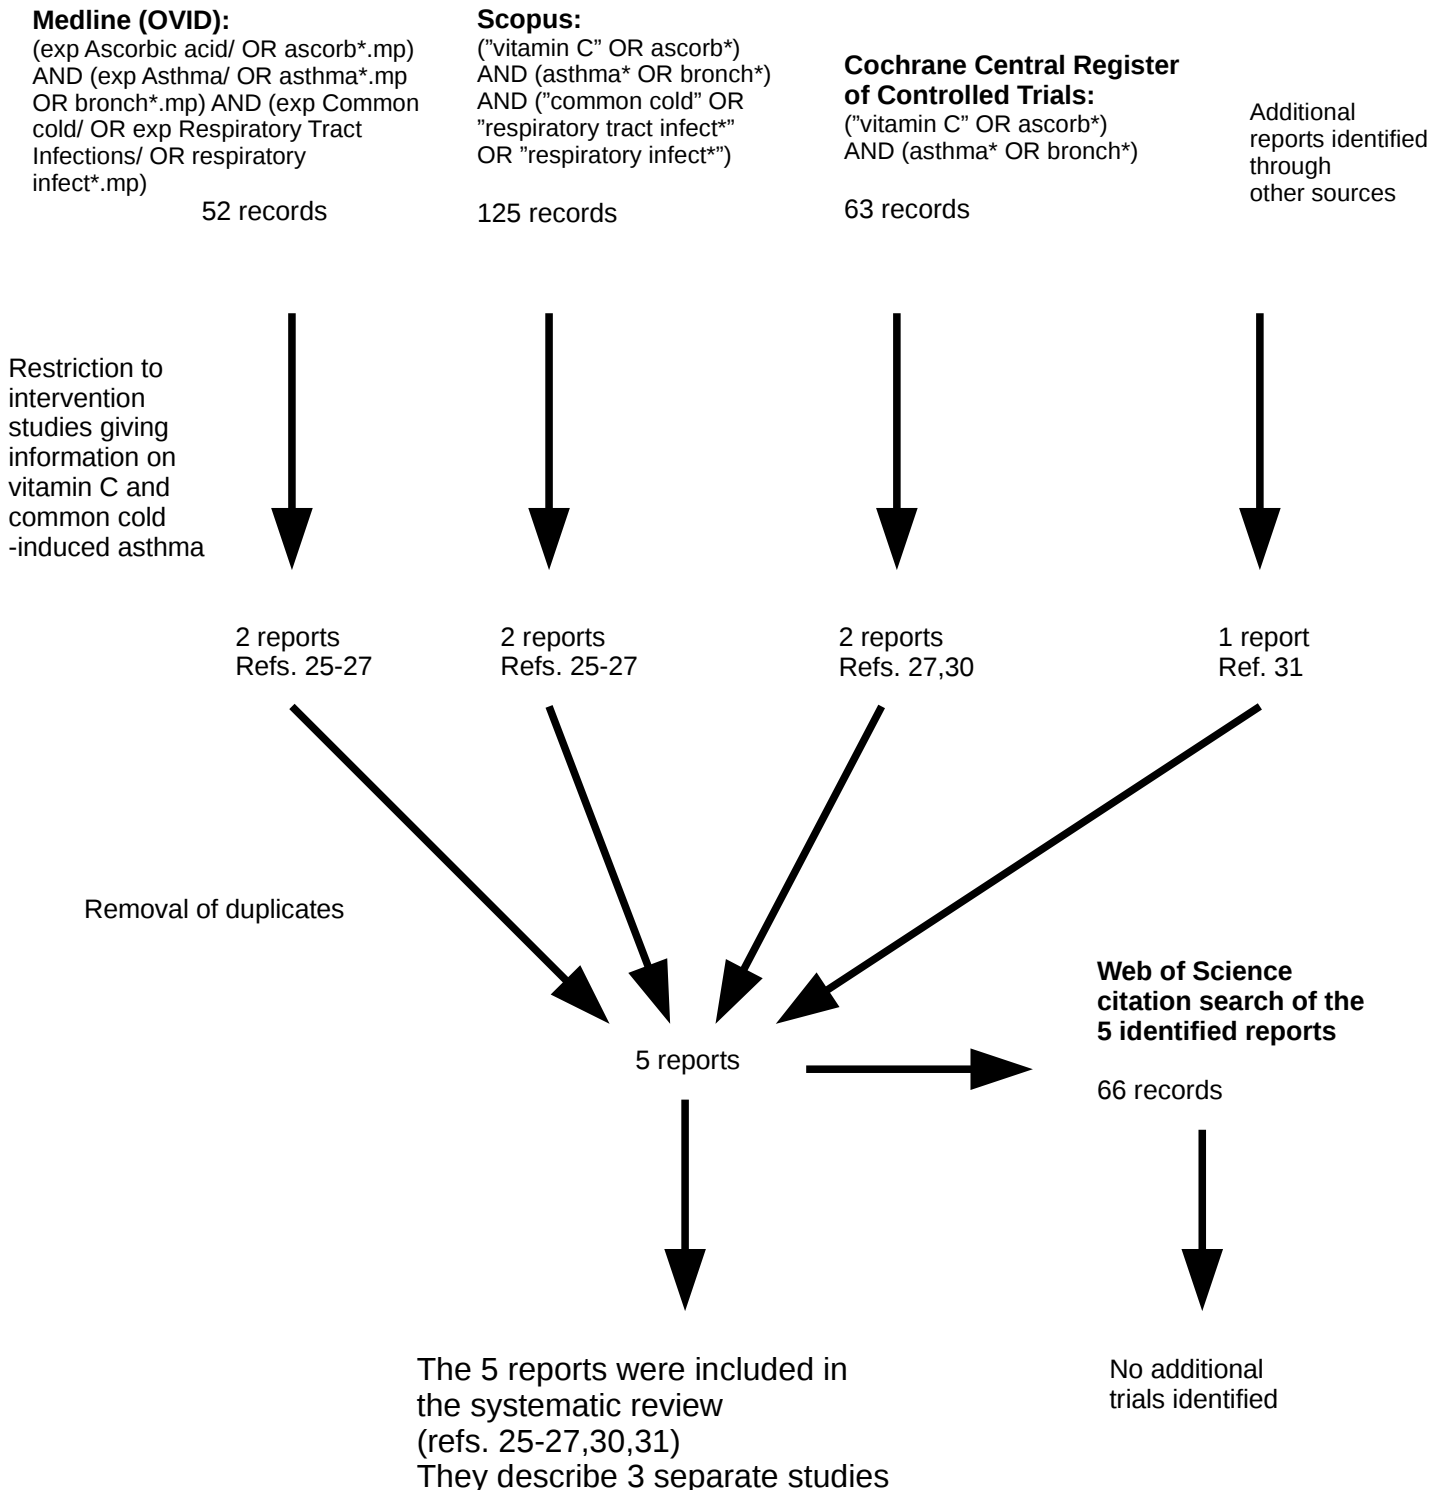 Medline (OVID):
(exp Ascorbic acid/ OR ascorb*.mp)
AND (exp Asthma/ OR asthma*.mp
OR bronch*.mp) AND (exp Common
cold/ OR exp Respiratory Tract
Infections/ OR respiratory
infect*.mp)
52 records
Scopus:
(”vitamin C” OR ascorb*)
AND (asthma* OR bronch*)
AND (”common cold” OR
”respiratory tract infect*”
OR ”respiratory infect*”)
125 records
Cochrane Central Register
of Controlled Trials:
(”vitamin C” OR ascorb*)
AND (asthma* OR bronch*)
63 records
Additional
reports identified
through
other sources
Restriction to
intervention
studies giving
information on
vitamin C and
common cold
-induced asthma
2 reports
Refs. 25-27
2 reports
Refs. 25-27
2 reports
Refs. 27,30
1 report
Ref. 31
Removal of duplicates
5 reports
Web of Science
citation search of the
5 identified reports
66 records
The 5 reports were included in
the systematic review
(refs. 25-27,30,31)
They describe 3 separate studies
No additional
trials identified